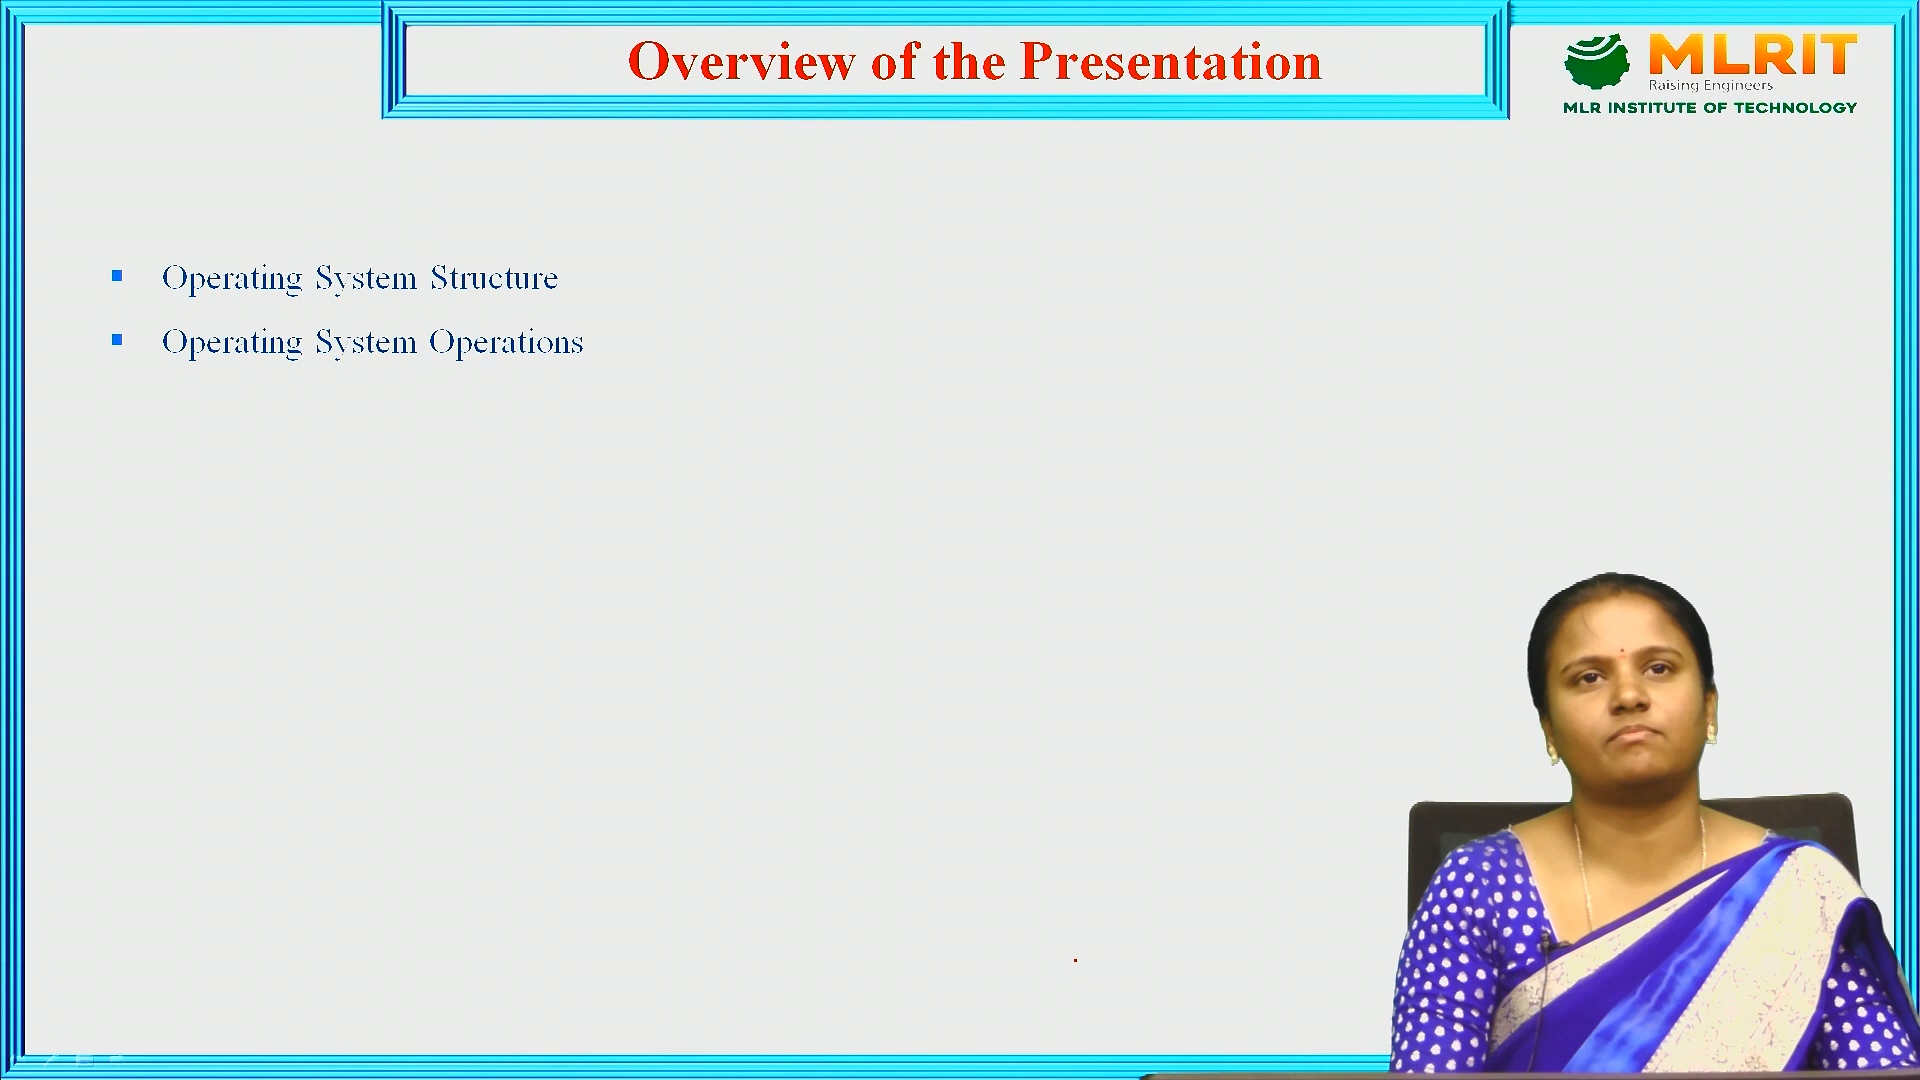 Overview of the Presentation
MLRIT
Raising Engineers
MLR INSTITUTE OF TECHNOLOGY
Operating System Structure
Operating System Operations